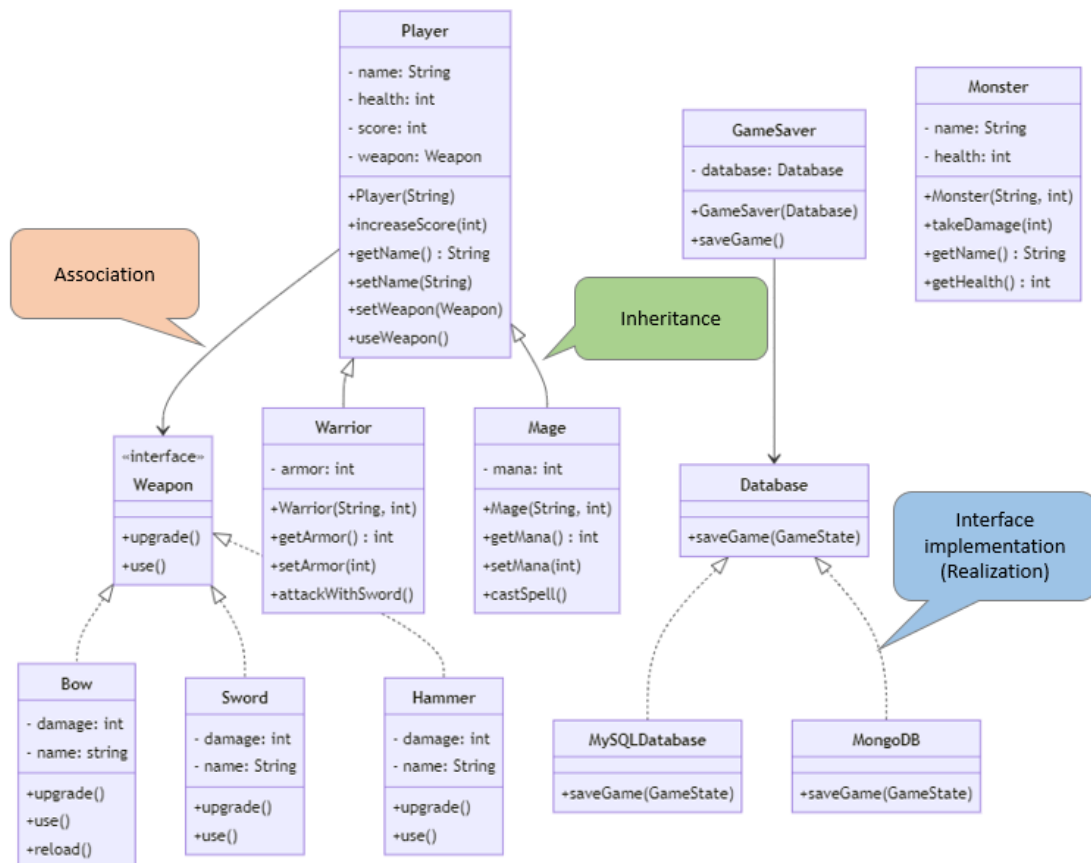 Player
- name: String
- health: int
- score: int
- weapon: Weapon
+Player(String)
+increaseScore(int)
+getName() : String
+setName(String)
+setWeapon(Weapon)
+useWeapon()
GameSaver
- database: Database
+GameSaver(Database)
+saveGame()
Monster
- name: String
- health: int
+Monster(String, int)
+takeDamage(int)
+getName() : String
+getHealth() : int
Association
Inheritance
«interface»
Weapon
+upgrade()
+use()
Warrior
- armor: int
+Warrior(String, int)
+getArmor() : int
+setArmor(int)
+attackWithSword()
Mage
- mana: int
+Mage(String, int)
+getMana() : int
+setMana(int)
+castSpell()
Database
+saveGame(GameState)
Interface
implementation
(Realization)
Bow
- damage: int
- name: string
+upgrade()
+use()
+reload()
Sword
- damage: int
- name: String
+upgrade()
+use()
Hammer
- damage: int
- name: String
+upgrade()
+use()
MySQLDatabase
+saveGame(GameState)
MongoDB
+saveGame(GameState)